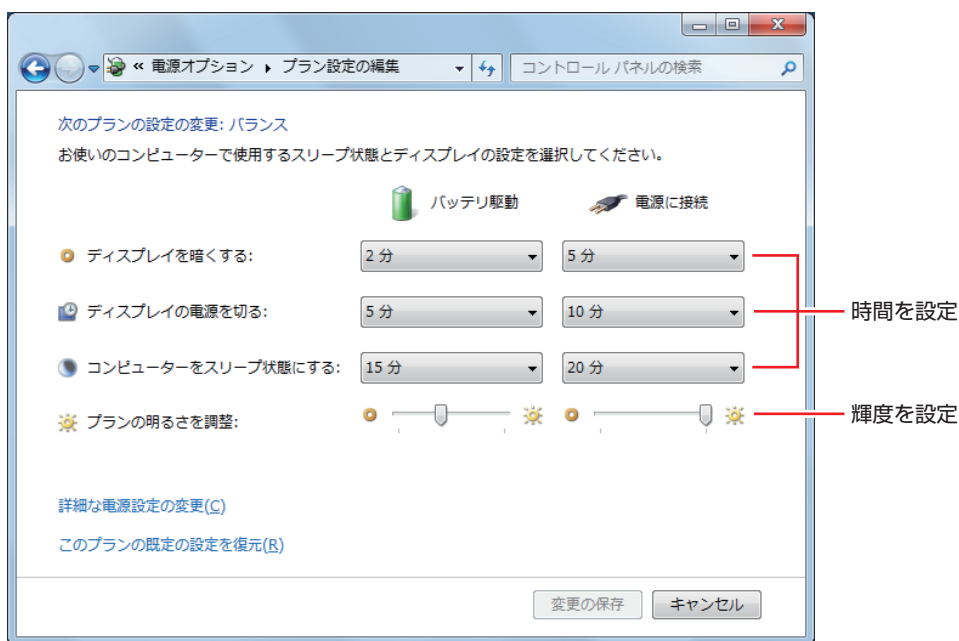 « 電源オプション ▸ プラン設定の編集
コントロール パネルの検索
次のプランの設定の変更: バランス
お使いのコンピューターで使用するスリープ状態とディスプレイの設定を選択してください。
バッテリ駆動 電源に接続
ディスプレイを暗くする: 2 分 5 分
ディスプレイの電源を切る: 5 分 10 分
時間を設定
コンピューターをスリープ状態にする: 15 分 20 分
プランの明るさを調整:
輝度を設定
詳細な電源設定の変更(C)
このプランの既定の設定を復元(R)
変更の保存 キャンセル